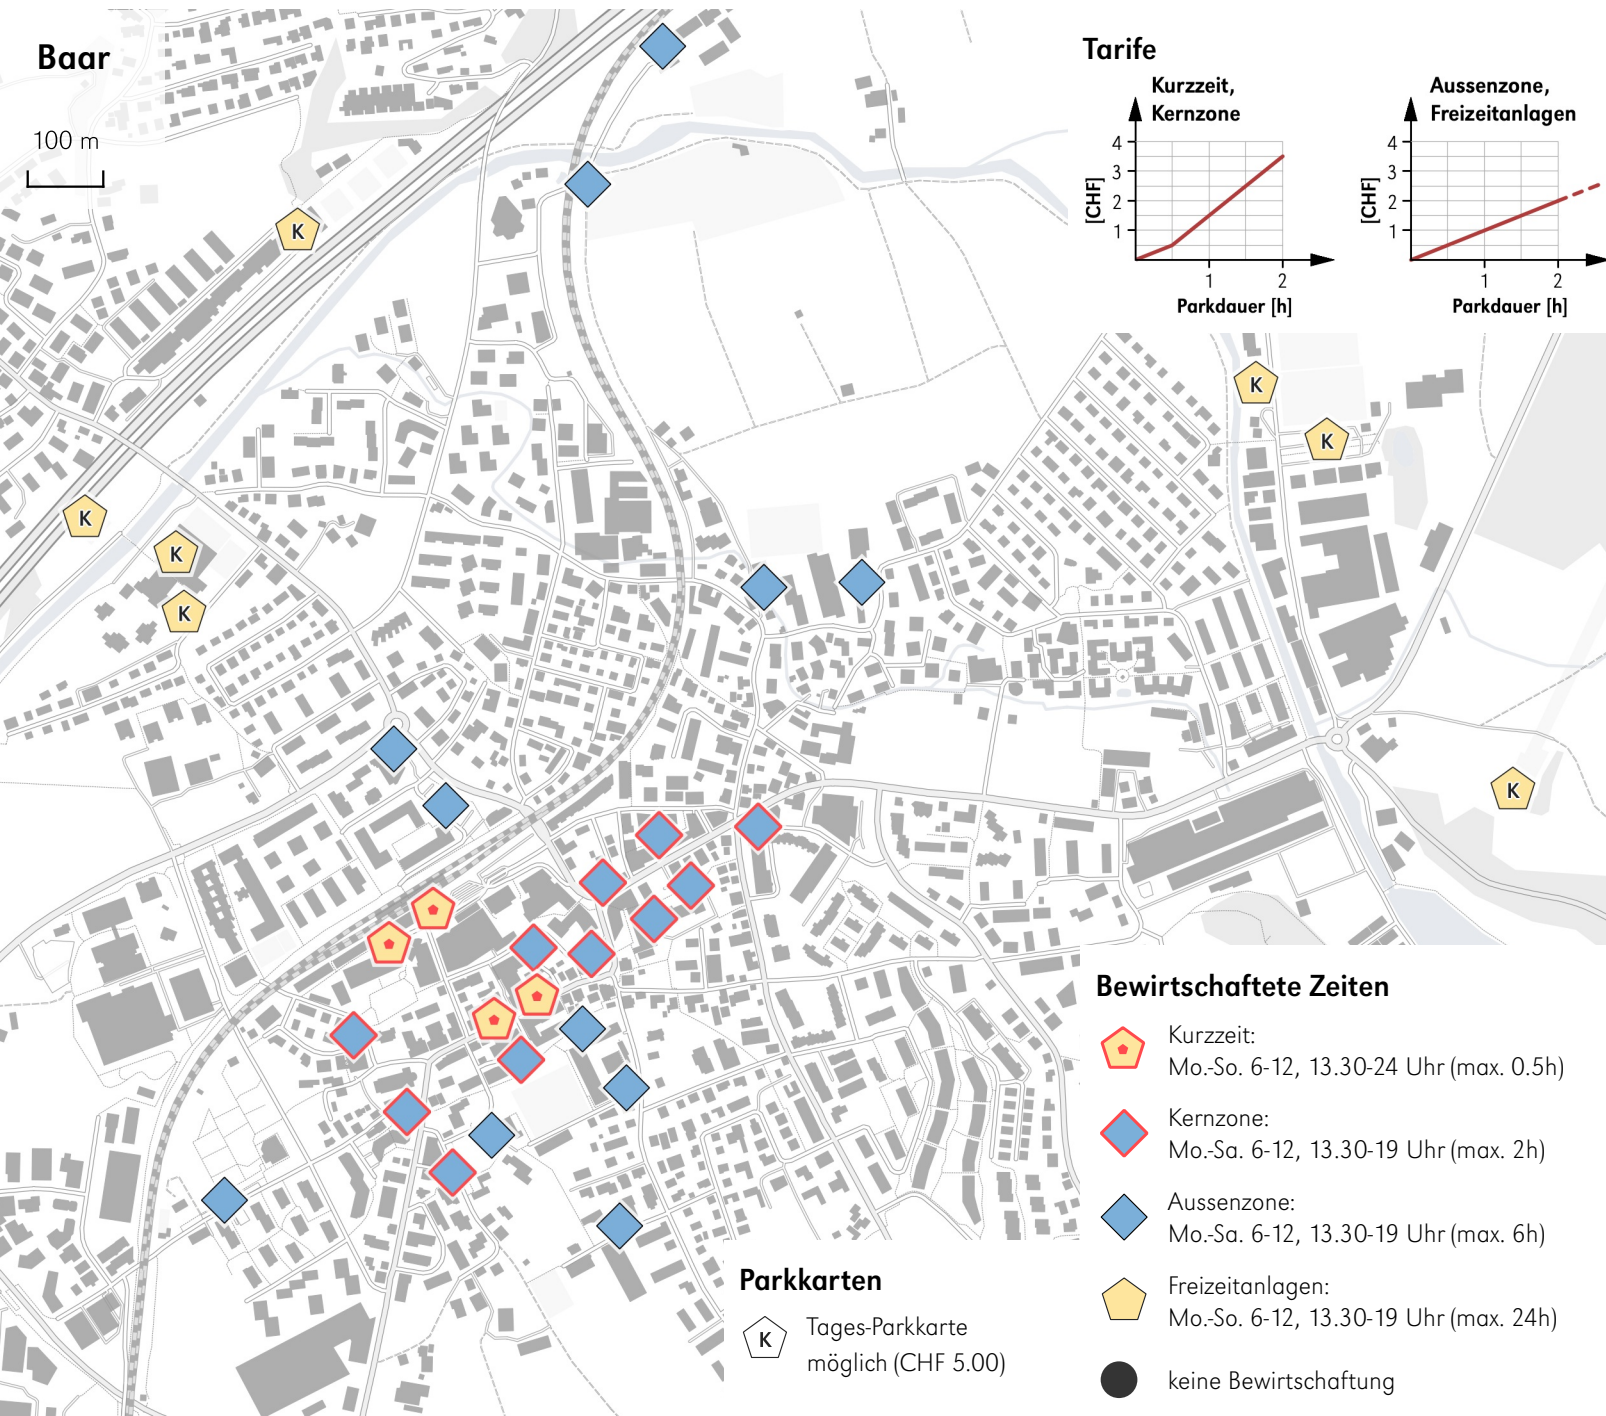 Baar
100 m
K
K
K
K
K
K
K
Tarife
Kurzzeit,
Kernzone
[CHF]
4
3
2
1
1 2
Parkdauer [h]
Aussenzone,
Freizeitanlagen
[CHF]
4
3
2
1
1 2
Parkdauer [h]
Bewirtschaftete Zeiten
Kurzzeit:
Mo.-So. 6-12, 13.30-24 Uhr (max. 0.5h)
Kernzone:
Mo.-Sa. 6-12, 13.30-19 Uhr (max. 2h)
Aussenzone:
Mo.-Sa. 6-12, 13.30-19 Uhr (max. 6h)
Freizeitanlagen:
Mo.-So. 6-12, 13.30-19 Uhr (max. 24h)
keine Bewirtschaftung
Parkkarten
K
Tages-Parkkarte
möglich (CHF 5.00)